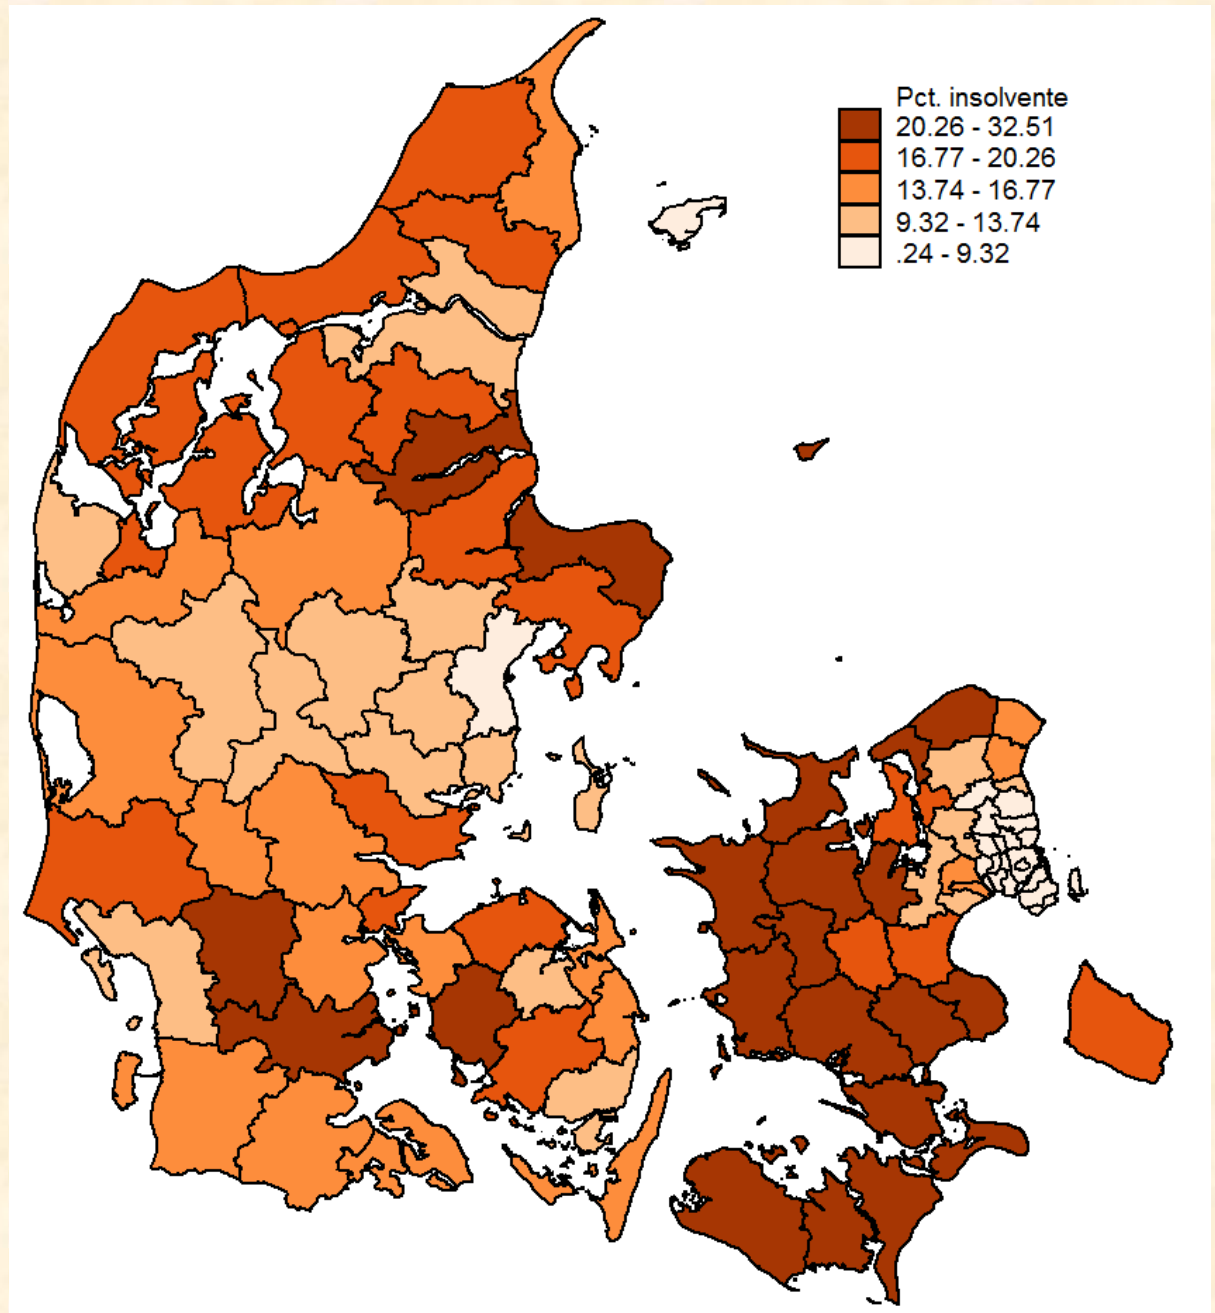 Pct. insolvente
20.26 - 32.51
16.77 - 20.26
13.74 - 16.77
9.32 - 13.74
.24 - 9.32